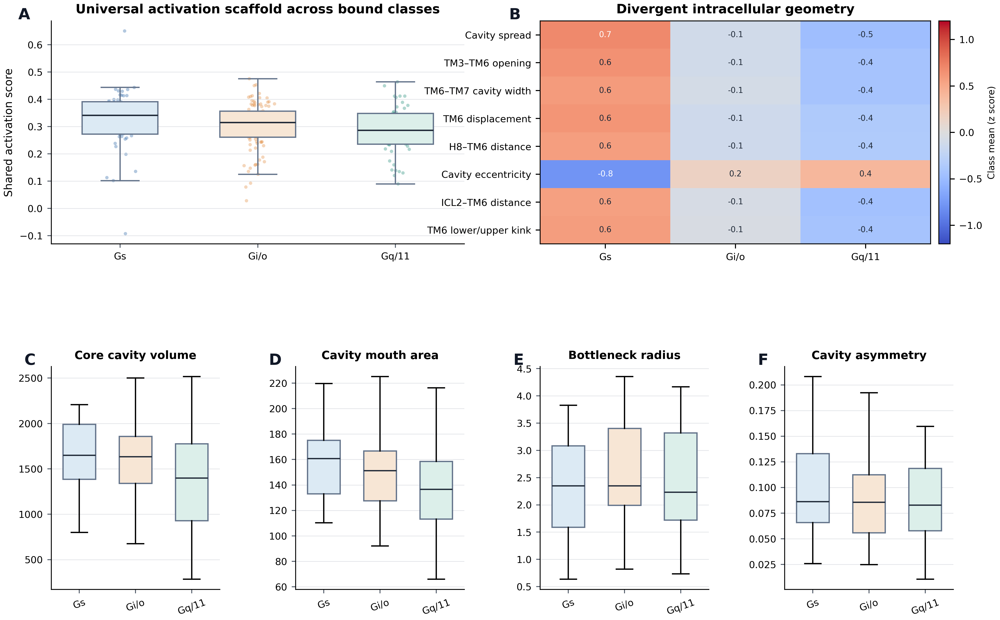 A
Universal activation scaffold across bound classes
Shared activation score
0.6
0.5
0.4
0.3
0.2
0.1
0.0
−0.1
Gs
Gi/o
Gq/11
B
Divergent intracellular geometry
Cavity spread 0.7 -0.1 -0.5
TM3–TM6 opening 0.6 -0.1 -0.4
TM6–TM7 cavity width 0.6 -0.1 -0.4
TM6 displacement 0.6 -0.1 -0.4
H8–TM6 distance 0.6 -0.1 -0.4
Cavity eccentricity -0.8 0.2 0.4
ICL2–TM6 distance 0.6 -0.1 -0.4
TM6 lower/upper kink 0.6 -0.1 -0.4
Gs
Gi/o
Gq/11
1.0
0.5
0.0
−0.5
−1.0
Class mean (z score)
C
Core cavity volume
2500
2000
1500
1000
500
Gs
Gi/o
Gq/11
D
Cavity mouth area
220
200
180
160
140
120
100
80
60
Gs
Gi/o
Gq/11
E
Bottleneck radius
4.5
4.0
3.5
3.0
2.5
2.0
1.5
1.0
0.5
Gs
Gi/o
Gq/11
F
Cavity asymmetry
0.200
0.175
0.150
0.125
0.100
0.075
0.050
0.025
Gs
Gi/o
Gq/11